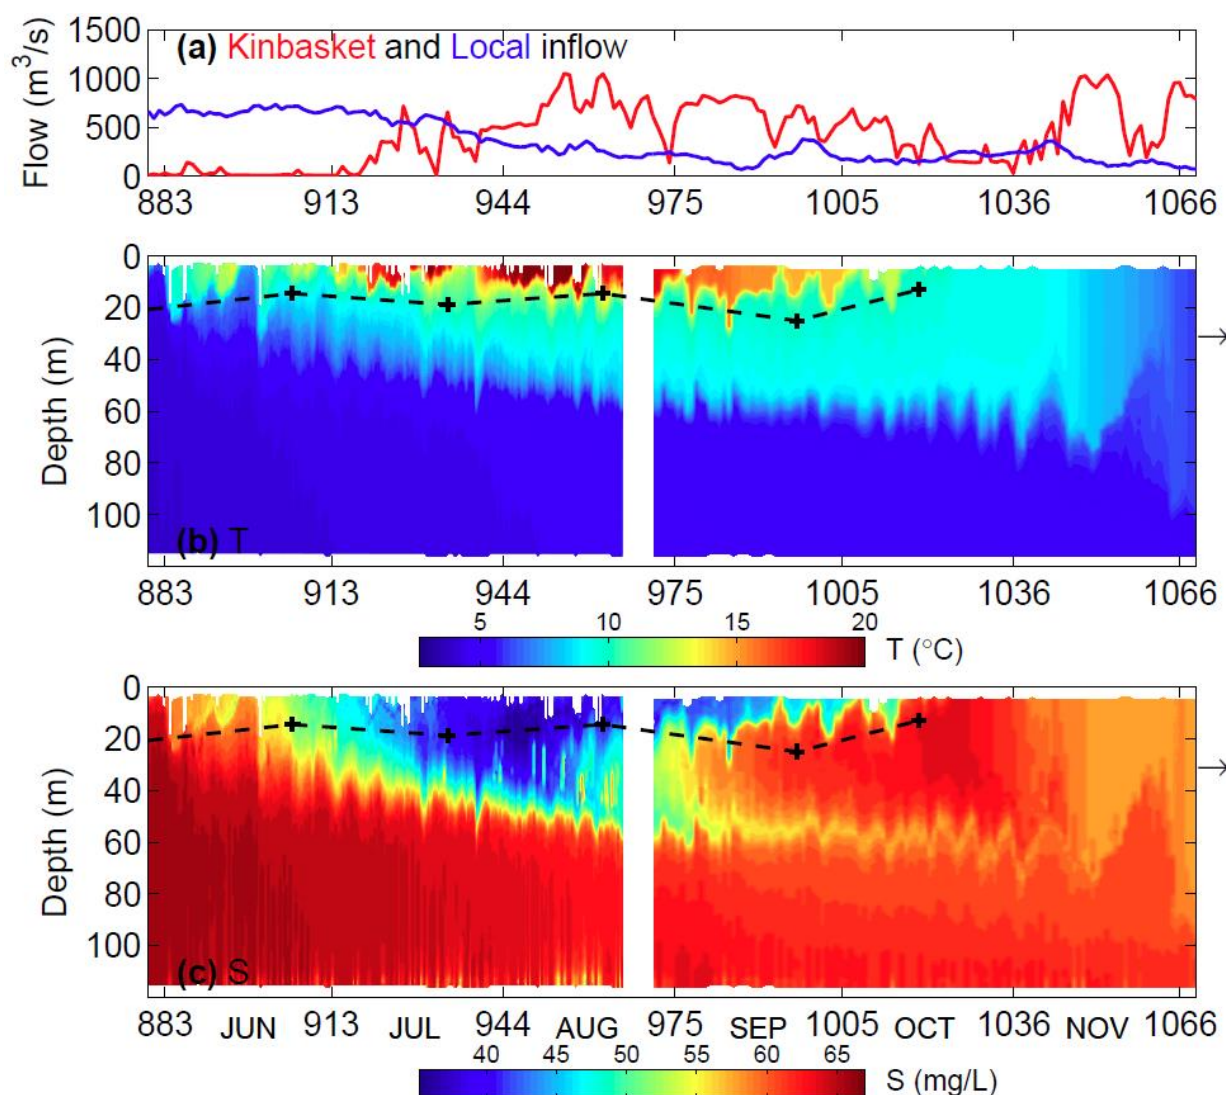 1500
(a) Kinbasket and Local inflow
1000
500
0
Flow (m³/s)
883 913 944 975 1005 1036 1066
0
20
40
60
80
100
Depth (m)
(b) T
883 913 944 975 1005 1036 1066
5 10 15 20
T (°C)
0
20
40
60
80
100
Depth (m)
(c) S
883 JUN 913 JUL 944 AUG 975 SEP 1005 OCT 1036 NOV 1066
40 45 50 55 60 65
S (mg/L)